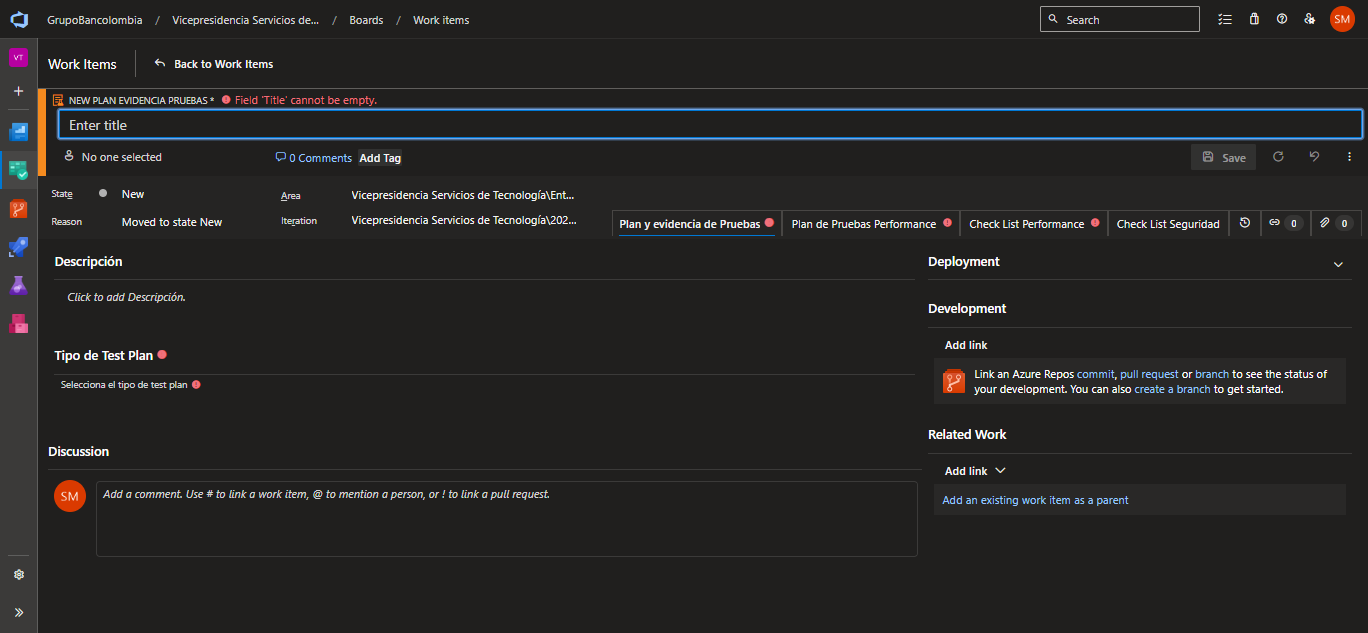 GrupoBancolombia / Vicepresidencia Servicios de... / Boards / Work items
Search
SM
VT
Work Items
Back to Work Items
NEW PLAN EVIDENCIA PRUEBAS * Field 'Title' cannot be empty.
Enter title
No one selected
0 Comments
Add Tag
Save
State
New
Area
Vicepresidencia Servicios de Tecnología\Ent...
Reason
Moved to state New
Iteration
Vicepresidencia Servicios de Tecnología\202...
Plan y evidencia de Pruebas
Plan de Pruebas Performance
Check List Performance
Check List Seguridad
0
0
Descripción
Click to add Descripción.
Tipo de Test Plan
Selecciona el tipo de test plan
Discussion
SM
Add a comment. Use # to link a work item, @ to mention a person, or ! to link a pull request.
Deployment
Development
Add link
Link an Azure Repos commit, pull request or branch to see the status of
your development. You can also create a branch to get started.
Related Work
Add link
Add an existing work item as a parent